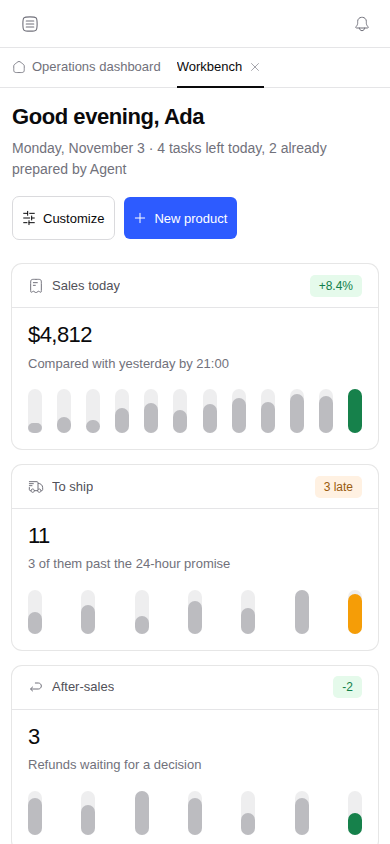 Operations dashboard
Workbench
Good evening, Ada
Monday, November 3 · 4 tasks left today, 2 already
prepared by Agent
Customize
New product
Sales today
+8.4%
$4,812
Compared with yesterday by 21:00
To ship
3 late
11
3 of them past the 24-hour promise
After-sales
-2
3
Refunds waiting for a decision